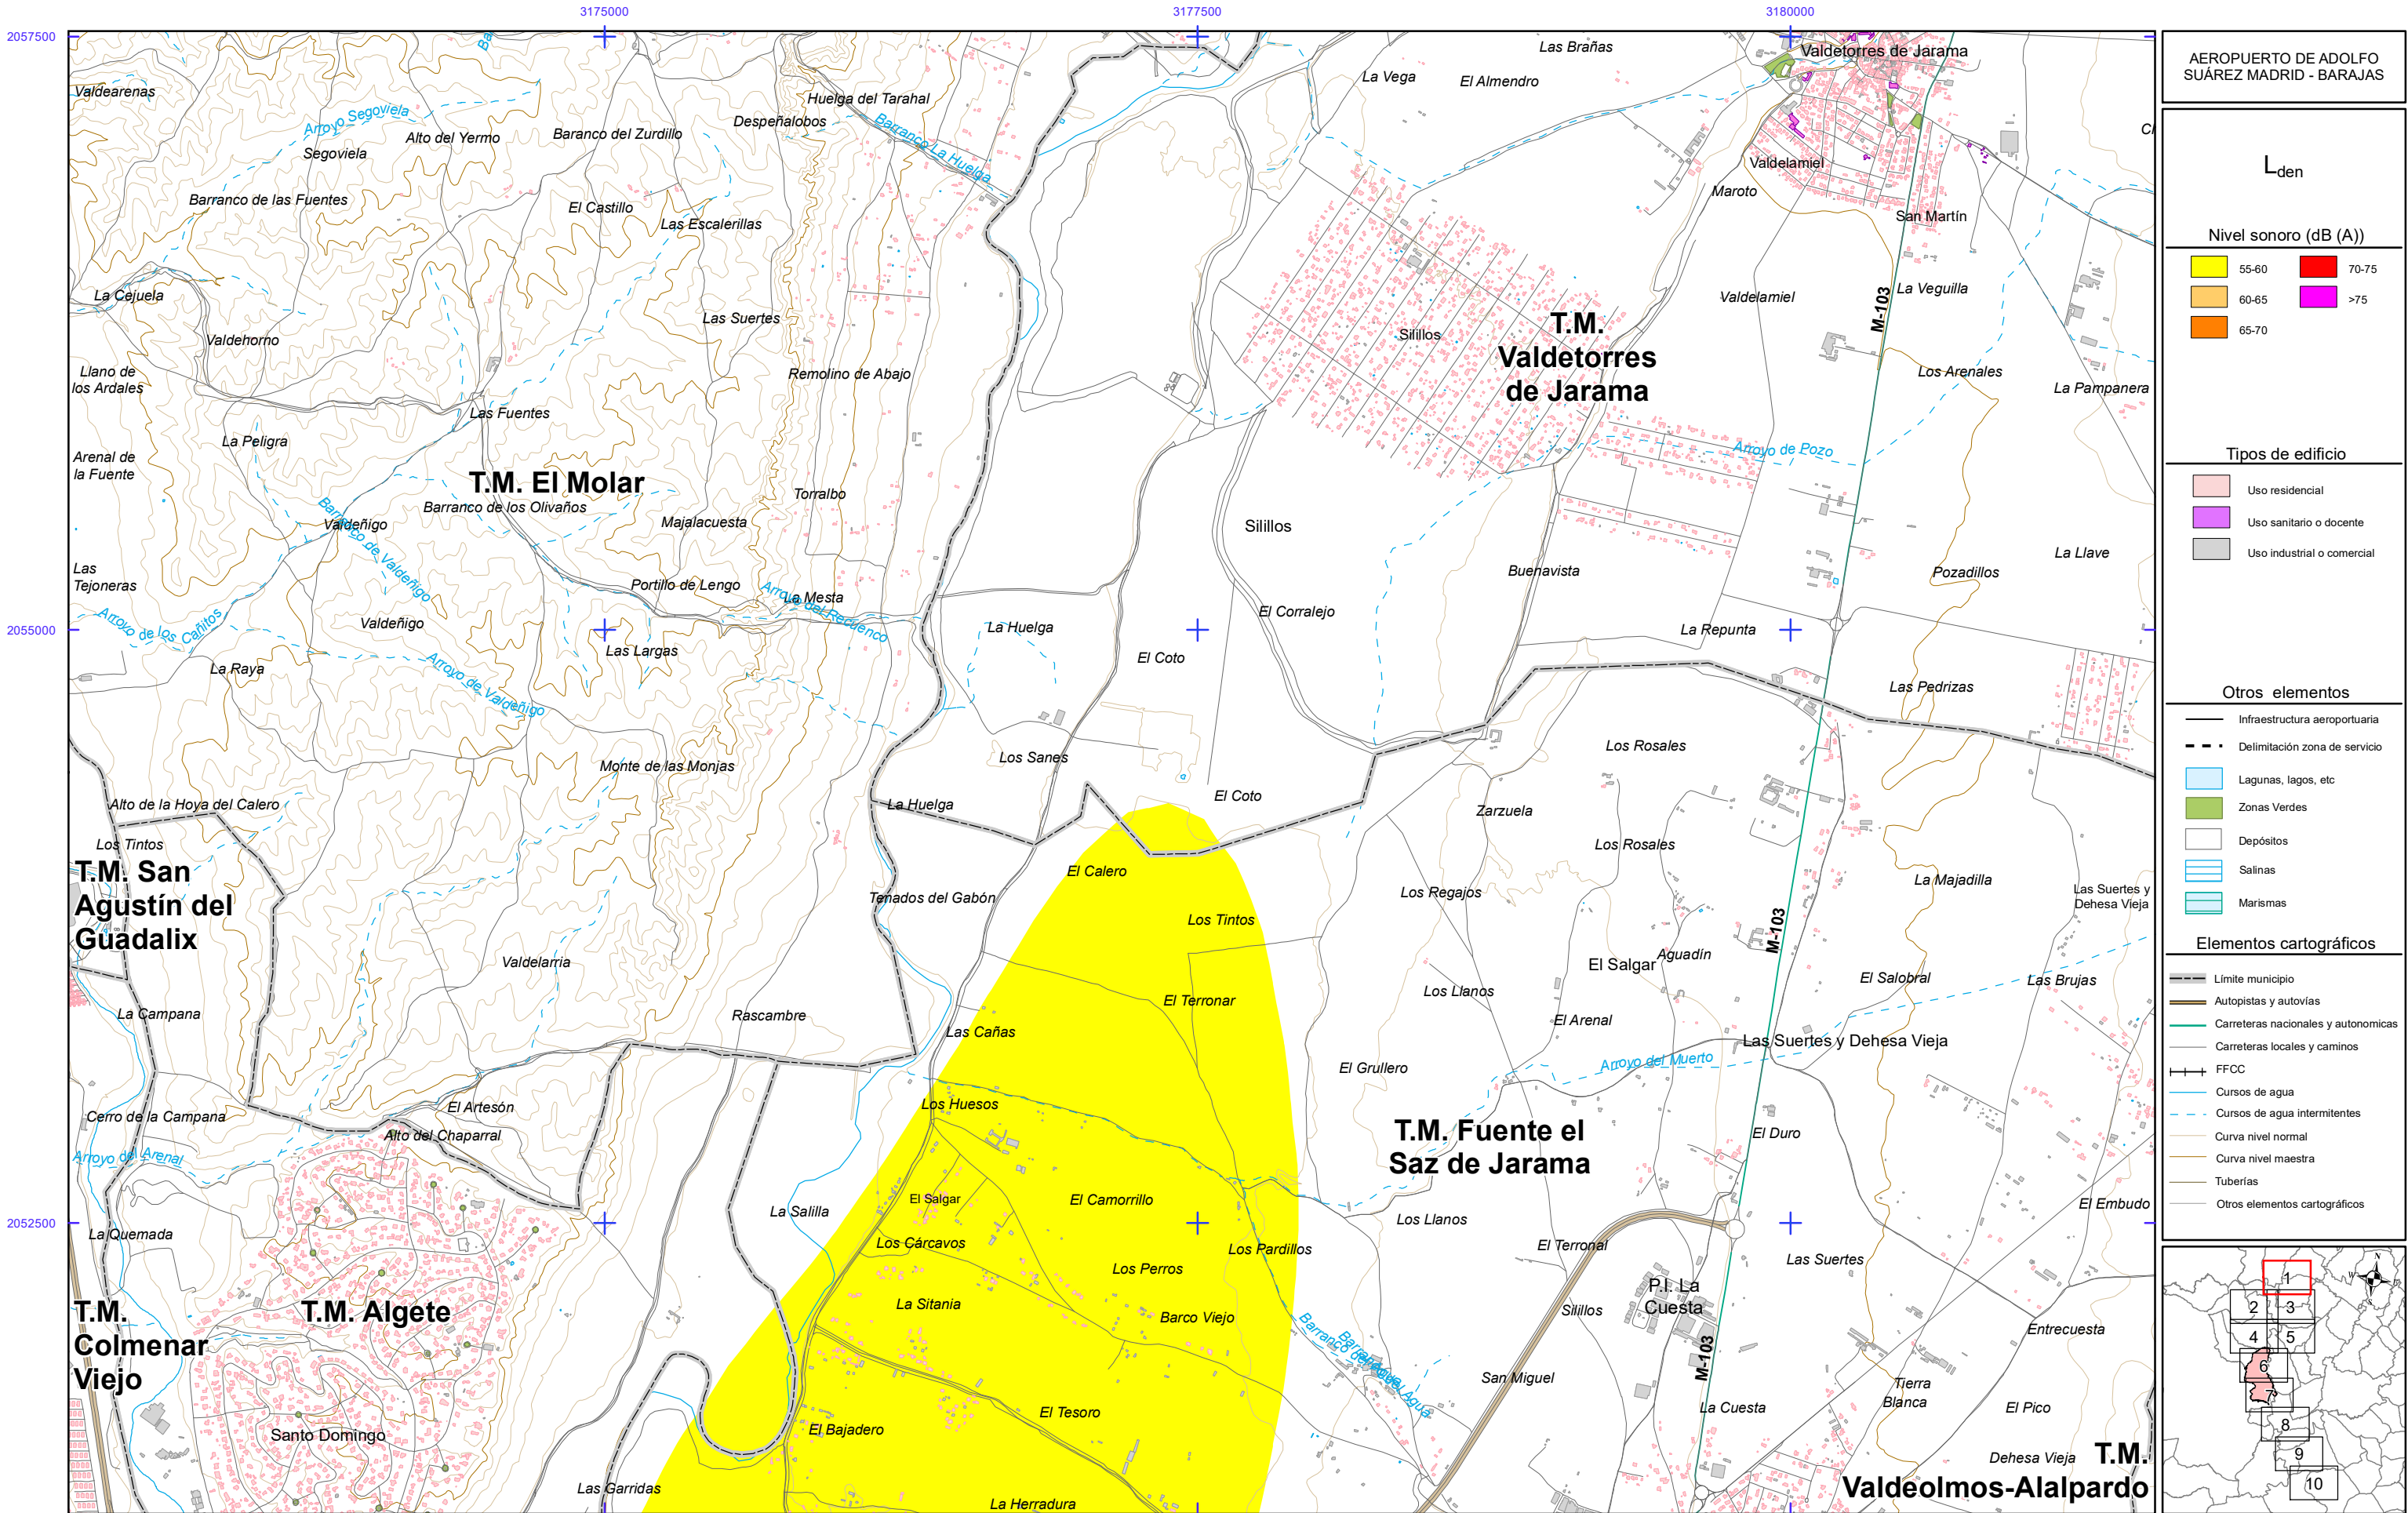 3175000
3177500
3180000
2057500
2055000
2052500
Valdearenas
Arroyo Segoviela
Segoviela
Alto del Yermo
Baranco del Zurdillo
Despeñalobos
Huelga del Tarahal
Barranco La Huelga
Las Brañas
La Vega
El Almendro
Valdetorres de Jarama
Valdelamiel
Maroto
San Martín
Barranco de las Fuentes
El Castillo
Las Escalerillas
La Cejuela
Valdehorno
Las Suertes
Remolino de Abajo
Llano de
los Ardales
Las Fuentes
La Peligra
Arenal de
la Fuente
T.M. El Molar
Barranco de los Olivaños
Valdeñigo
Barranco de Valdeñigo
Majalacuesta
Torralbo
Las
Tejoneras
Arroyo de los Cañitos
Valdeñigo
Portillo de Lengo
La Mesta
Arroyo del Recuenco
La Raya
Arroyo de Valdeñigo
Las Largas
Monte de las Monjas
Silillos
T.M.
Valdetorres
de Jarama
Valdelamiel
M-103
La Veguilla
Los Arenales
La Pampanera
Arroyo de Pozo
Silillos
Buenavista
El Corralejo
La Huelga
El Coto
Los Sanes
La Huelga
El Coto
La Llave
Pozadillos
La Repunta
Las Pedrizas
Los Rosales
Zarzuela
Los Rosales
Alto de la Hoya del Calero
Los Tintos
T.M. San
Agustín del
Guadalix
El Calero
Tenados del Gabón
Los Tintos
Los Regajos
La Majadilla
Las Suertes y
Dehesa Vieja
M-103
Valdelarria
Rascambre
La Campana
El Terronar
Las Cañas
Los Llanos
El Salgar
Aguadín
El Arenal
El Salobral
Las Brujas
Las Suertes y Dehesa Vieja
Arroyo del Muerto
El Grullero
Cerro de la Campana
El Artesón
Alto del Chaparral
Arroyo del Arenal
Los Huesos
T.M. Fuente el
Saz de Jarama
El Duro
El Salgar
El Camorrillo
La Salilla
Los Cárcavos
Los Pardillos
Los Llanos
El Embudo
La Quemada
T.M.
Colmenar
Viejo
T.M. Algete
Santo Domingo
Los Perros
La Sitania
Barco Viejo
Barranco del Agua
El Terronal
Las Suertes
P.I. La
Cuesta
Silillos
M-103
Entrecuesta
San Miguel
Tierra
Blanca
La Cuesta
El Pico
El Tesoro
El Bajadero
Las Garridas
La Herradura
Dehesa Vieja
T.M.
Valdeolmos-Alalpardo
AEROPUERTO DE ADOLFO
SUÁREZ MADRID - BARAJAS
Lden
Nivel sonoro (dB (A))
55-60
70-75
60-65
>75
65-70
Tipos de edificio
Uso residencial
Uso sanitario o docente
Uso industrial o comercial
Otros elementos
Infraestructura aeroportuaria
Delimitación zona de servicio
Lagunas, lagos, etc
Zonas Verdes
Depósitos
Salinas
Marismas
Elementos cartográficos
Límite municipio
Autopistas y autovías
Carreteras nacionales y autonomicas
Carreteras locales y caminos
FFCC
Cursos de agua
Cursos de agua intermitentes
Curva nivel normal
Curva nivel maestra
Tuberías
Otros elementos cartográficos
1
2
3
4
5
6
7
8
9
10
N